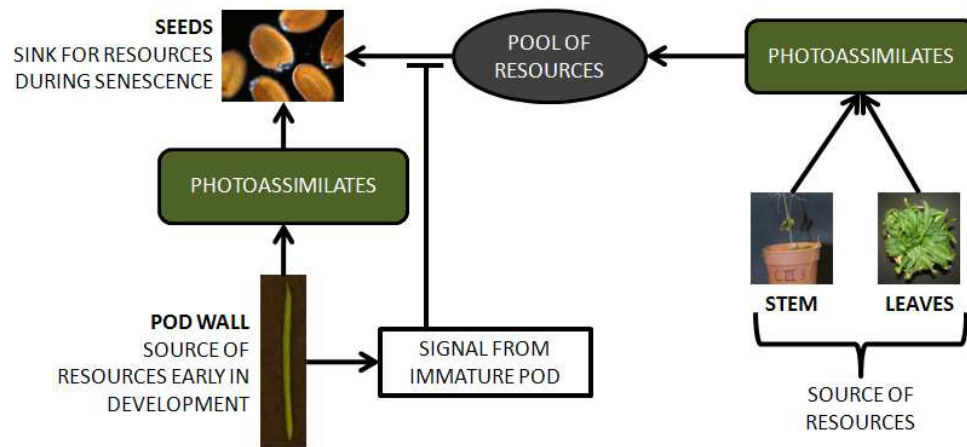 SEEDS
SINK FOR RESOURCES
DURING SENESCENCE
POOL OF
RESOURCES
PHOTOASSIMILATES
PHOTOASSIMILATES
STEM
LEAVES
POD WALL
SOURCE OF
RESOURCES EARLY IN
DEVELOPMENT
SIGNAL FROM
IMMATURE POD
SOURCE OF
RESOURCES